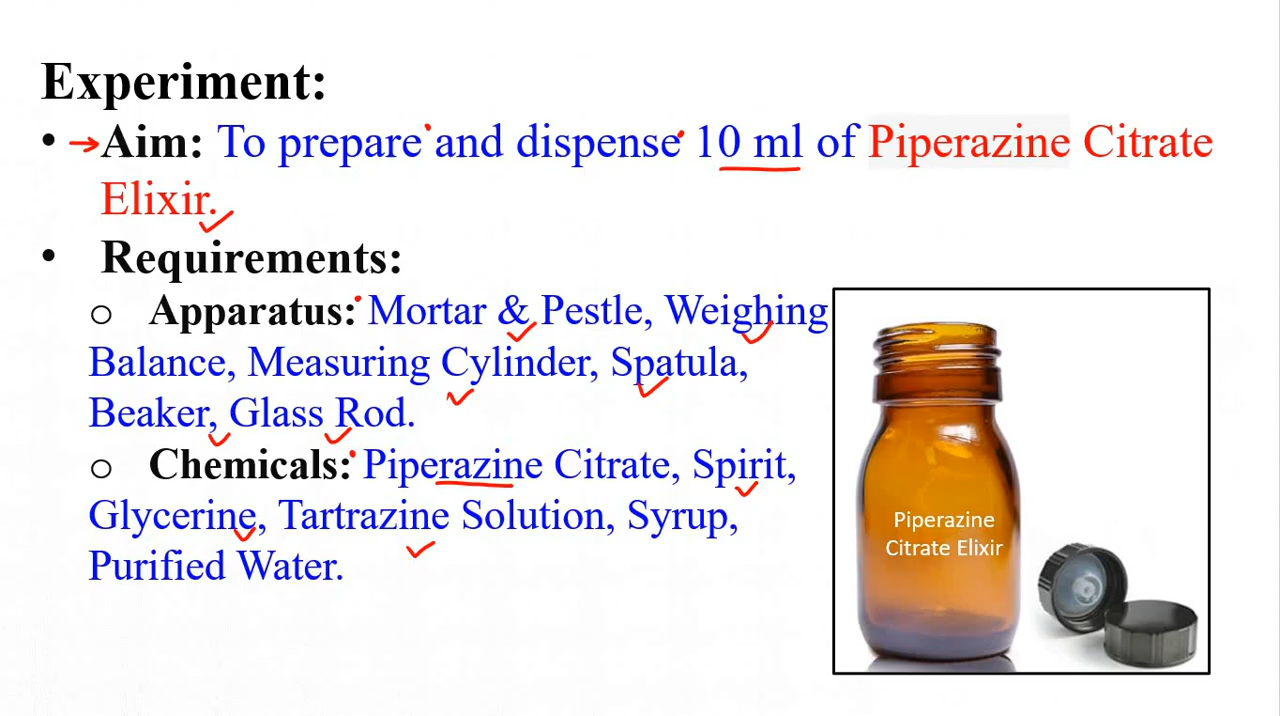 Experiment:
• Aim: To prepare and dispense 10 ml of Piperazine Citrate
Elixir.
• Requirements:
o Apparatus: Mortar & Pestle, Weighing
Balance, Measuring Cylinder, Spatula,
Beaker, Glass Rod.
o Chemicals: Piperazine Citrate, Spirit,
Glycerine, Tartrazine Solution, Syrup,
Purified Water.
Piperazine
Citrate Elixir